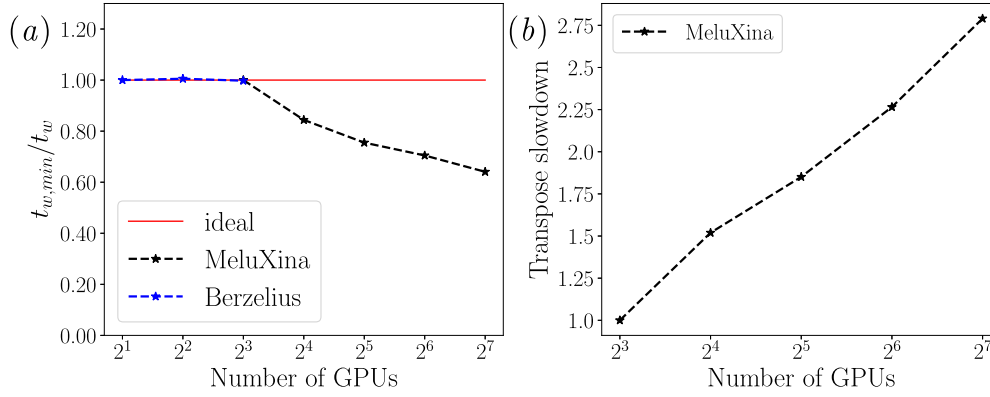 (a)
1.20
1.00
0.80
0.60
0.40
0.20
0.00
t_{w,min}/t_w
ideal
MeluXina
Berzelius
2^1 2^2 2^3 2^4 2^5 2^6 2^7
Number of GPUs
(b)
MeluXina
2.75
2.5
2.25
2.0
1.75
1.5
1.25
1.0
Transpose slowdown
2^3 2^4 2^5 2^6 2^7
Number of GPUs